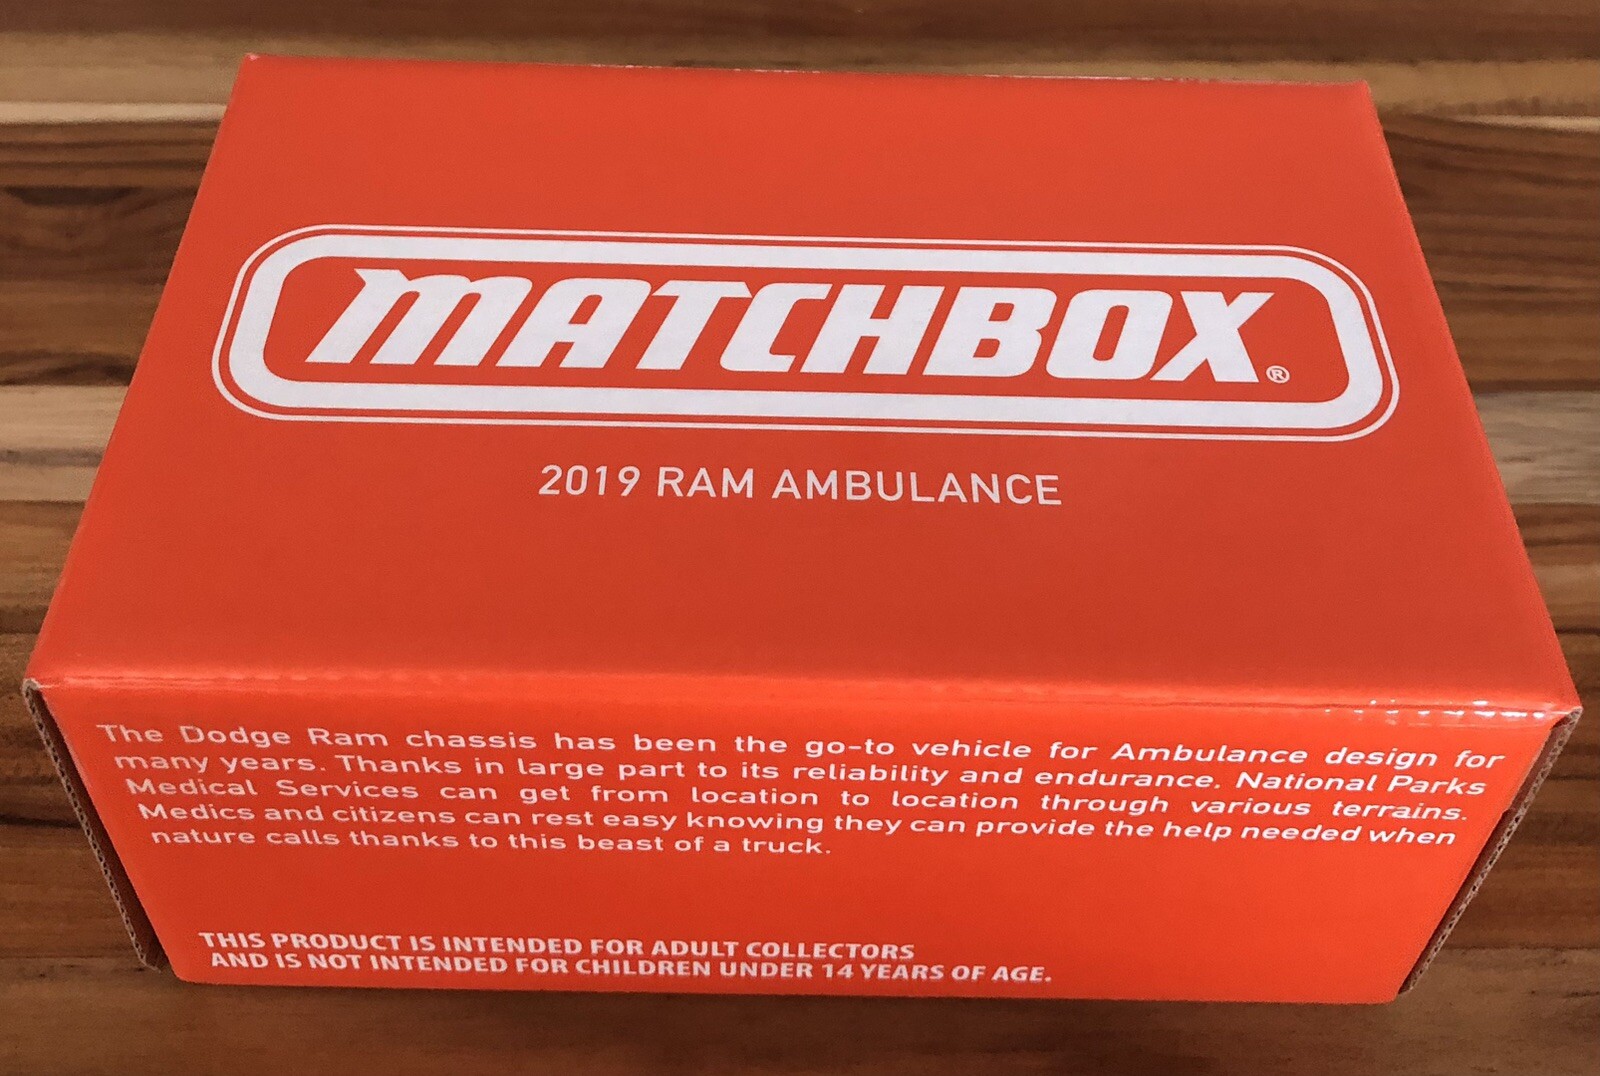 MATCHBOX®
2019 RAM AMBULANCE
The Dodge Ram chassis has been the go-to vehicle for Ambulance design for
many years. Thanks in large part to its reliability and endurance. National Parks
Medical Services can get from location to location through various terrains.
Medics and citizens can rest easy knowing they can provide the help needed when
nature calls thanks to this beast of a truck.
THIS PRODUCT IS INTENDED FOR ADULT COLLECTORS
AND IS NOT INTENDED FOR CHILDREN UNDER 14 YEARS OF AGE.